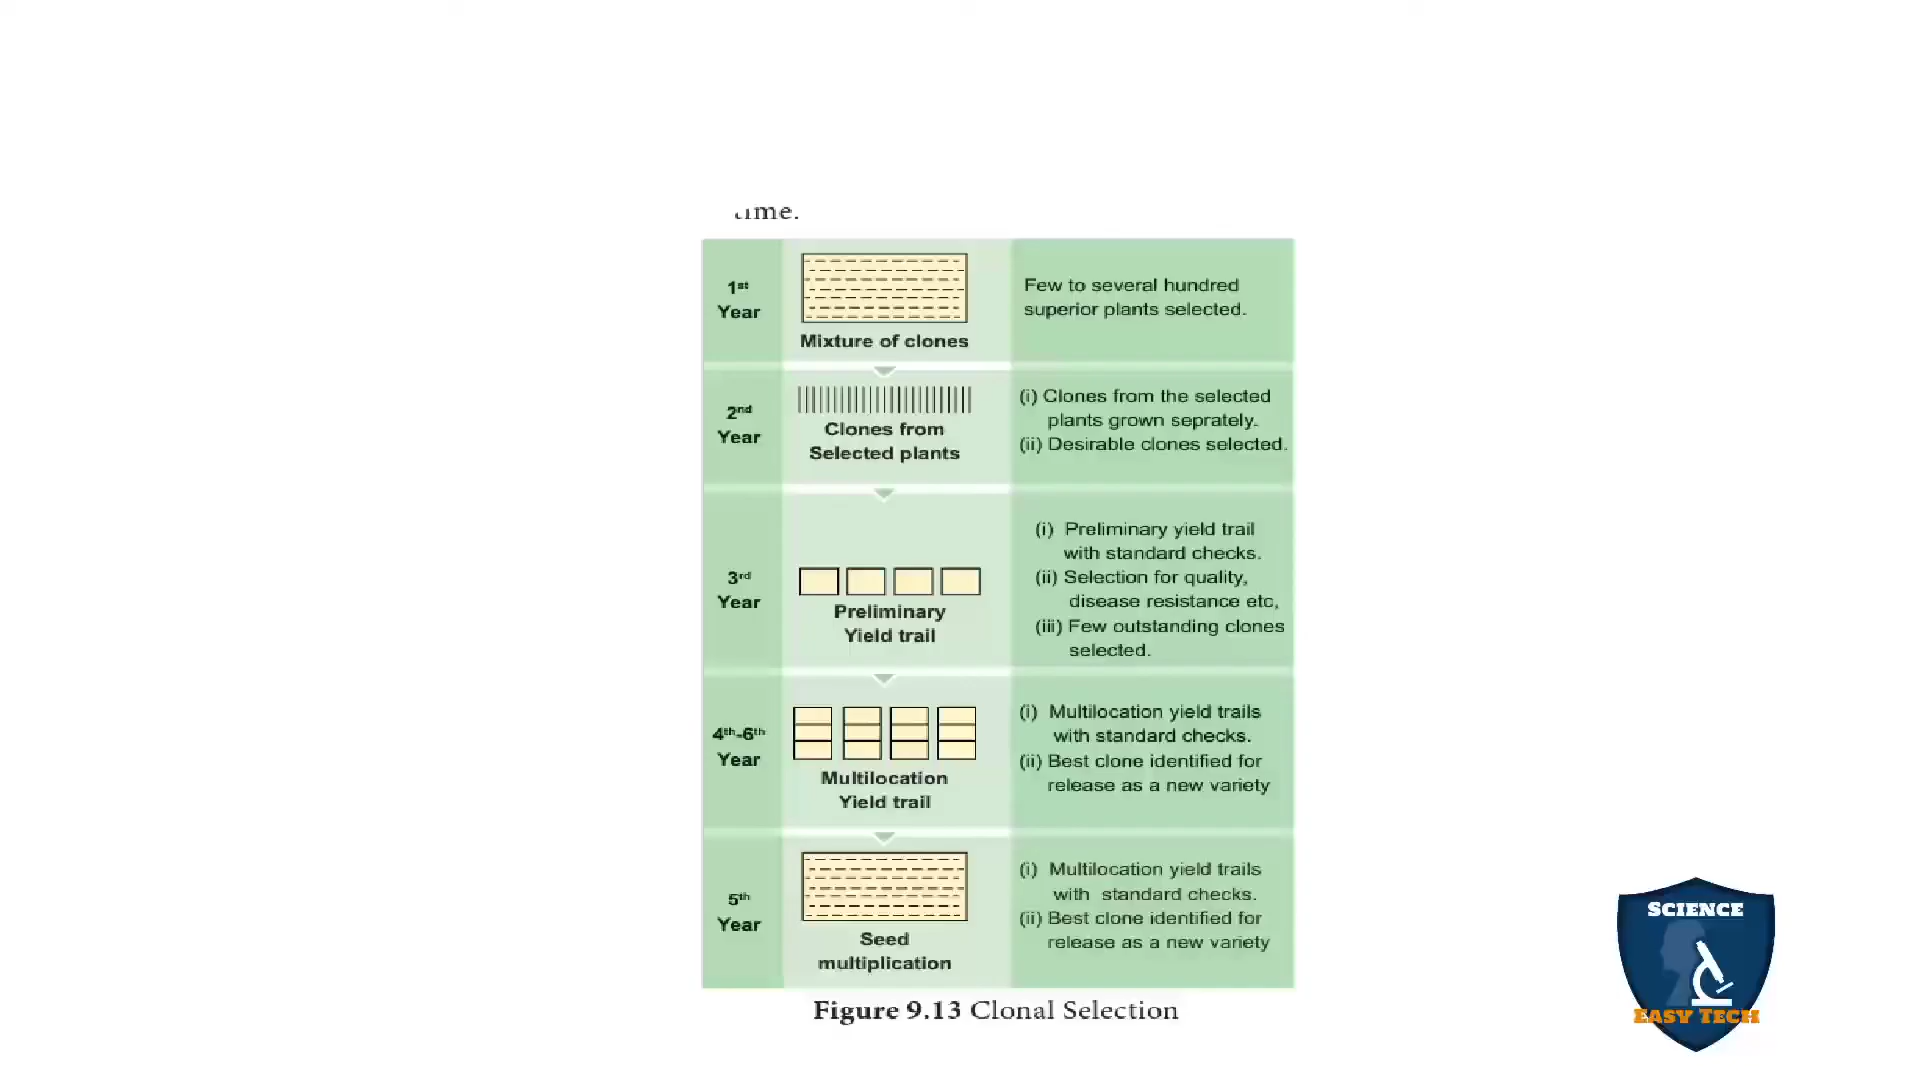 time.
1st
Year
Mixture of clones
Few to several hundred
superior plants selected.
2nd
Year
Clones from
Selected plants
(i) Clones from the selected
plants grown seprately.
(ii) Desirable clones selected.
3rd
Year
Preliminary
Yield trail
(i) Preliminary yield trail
with standard checks.
(ii) Selection for quality,
disease resistance etc,
(iii) Few outstanding clones
selected.
4th-6th
Year
Multilocation
Yield trail
(i) Multilocation yield trails
with standard checks.
(ii) Best clone identified for
release as a new variety
5th
Year
Seed
multiplication
(i) Multilocation yield trails
with standard checks.
(ii) Best clone identified for
release as a new variety
Figure 9.13 Clonal Selection
SCIENCE
EASY TECH